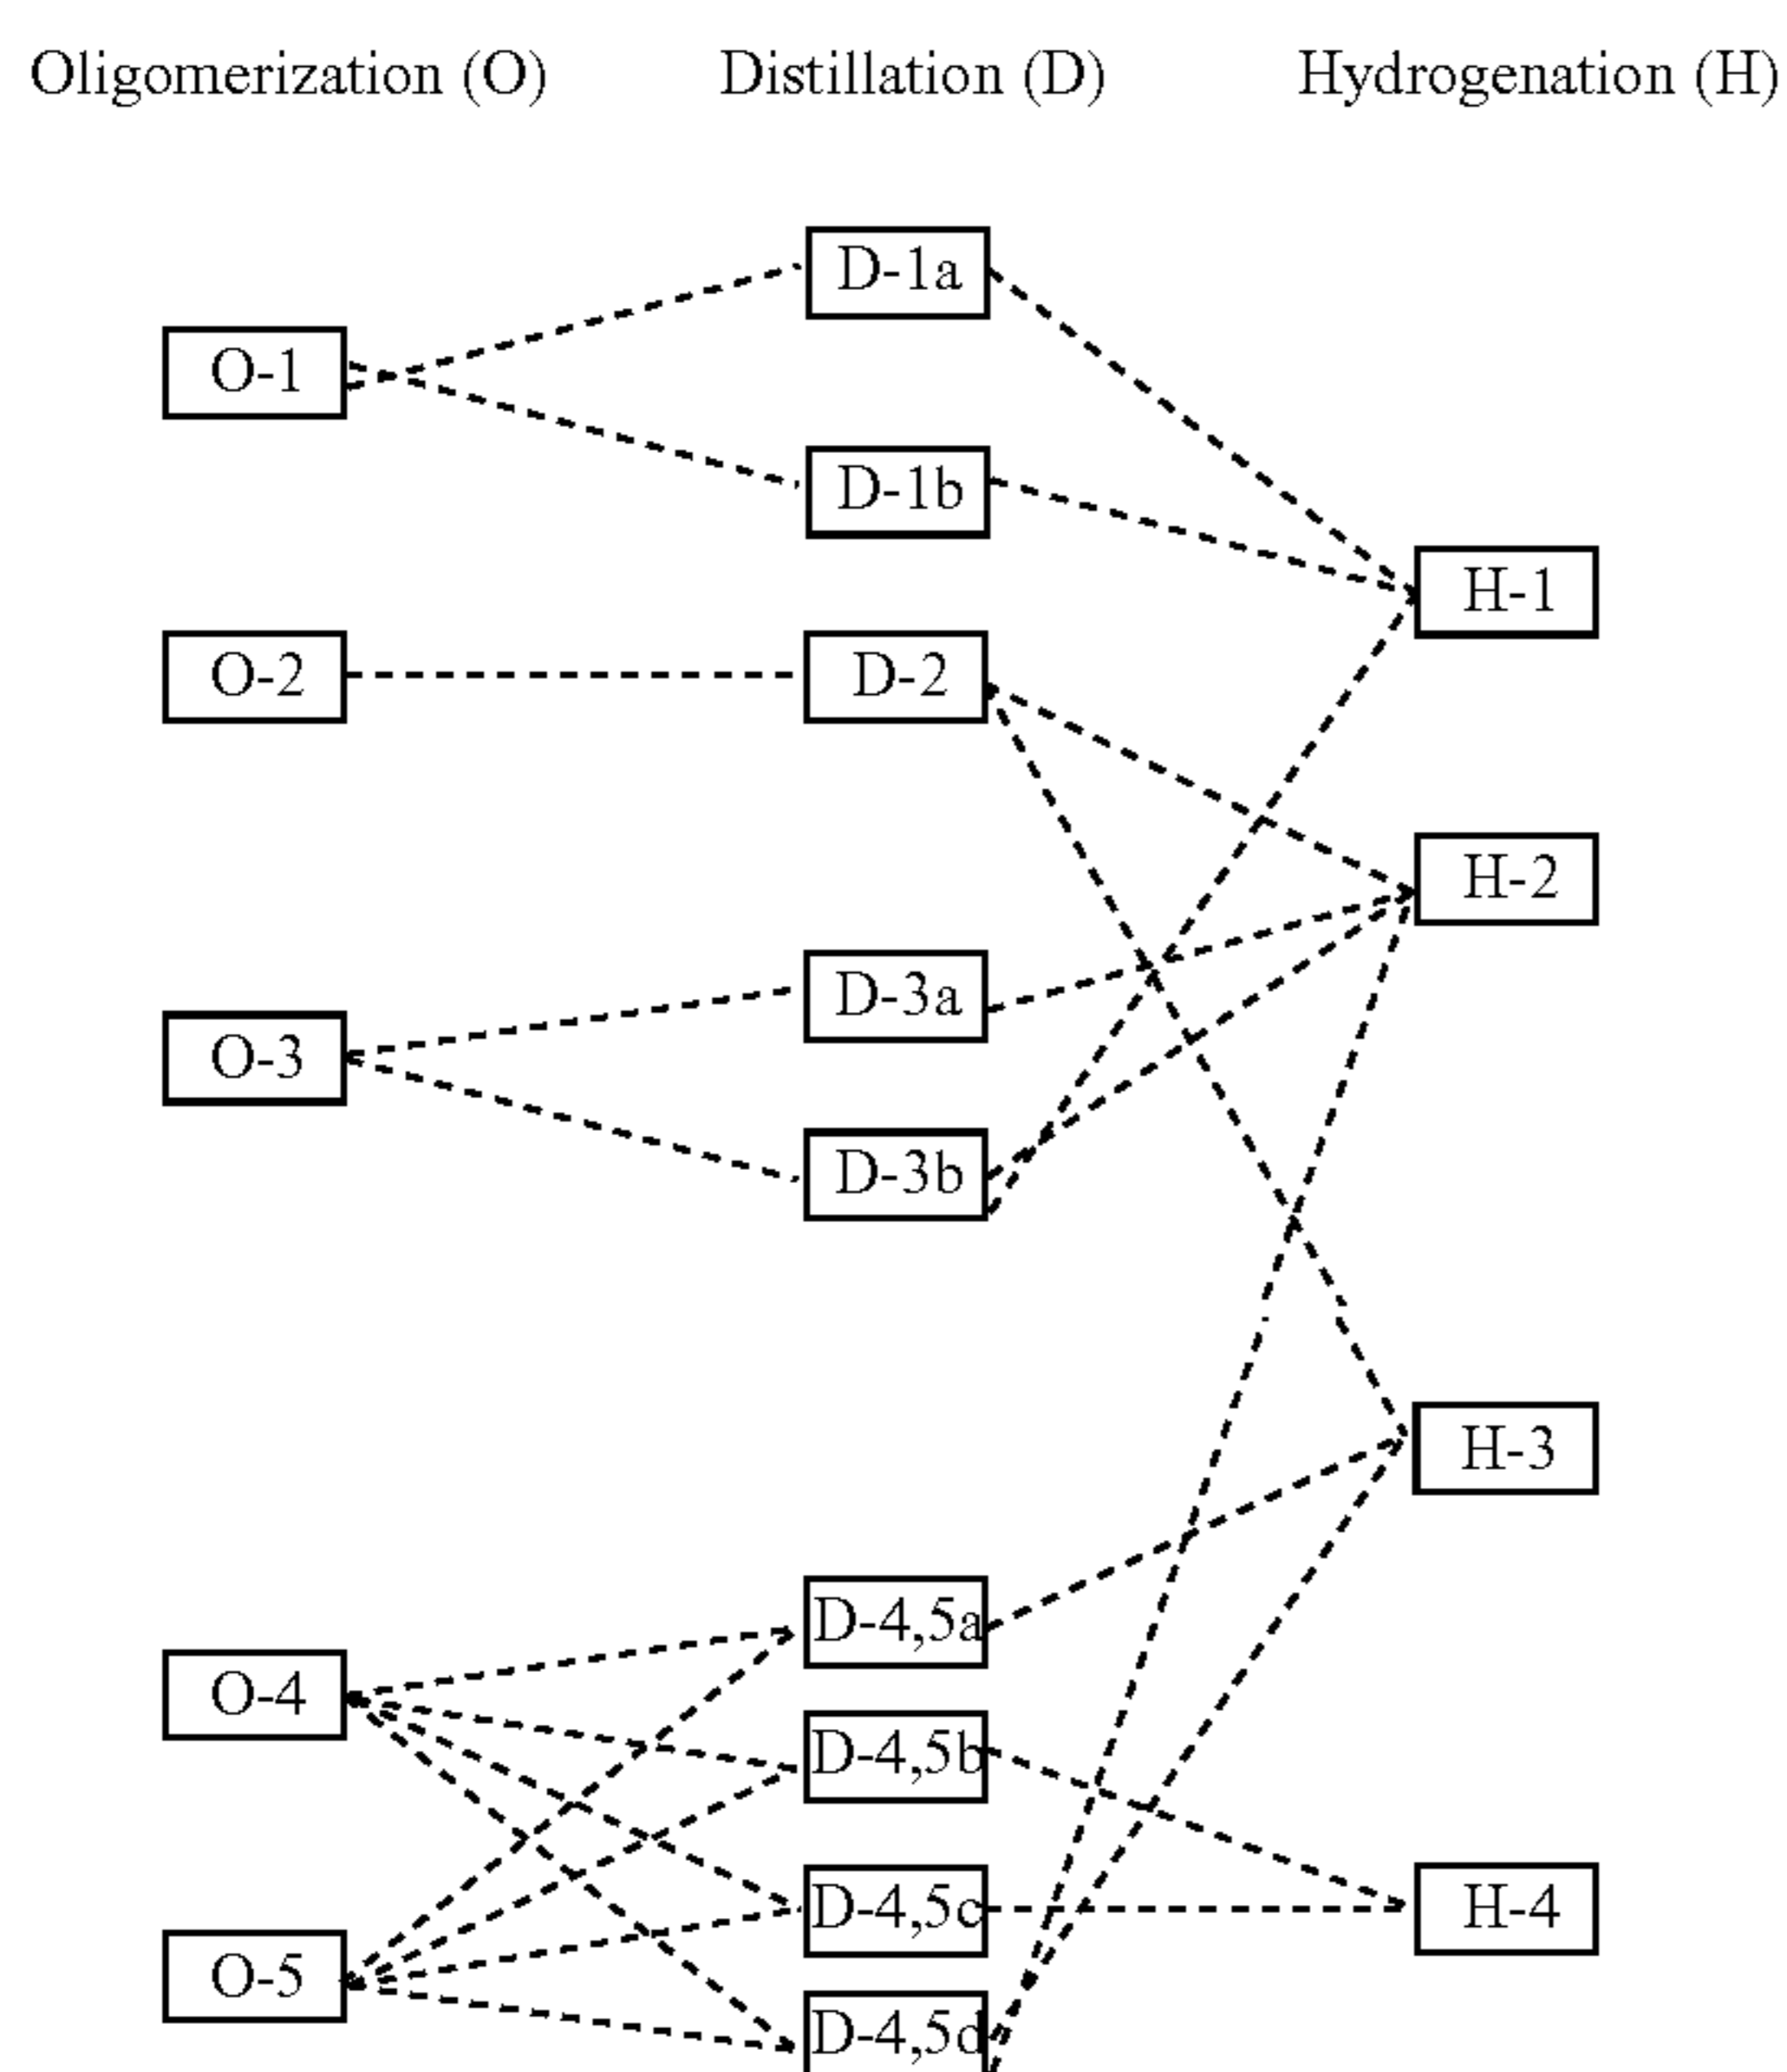 Oligomerization (O) Distillation (D) Hydrogenation (H)
D-1a
O-1
D-1b
H-1
O-2 D-2
H-2
D-3a
O-3
D-3b
H-3
D-4,5a
O-4
D-4,5b
D-4,5c H-4
O-5
D-4,5d